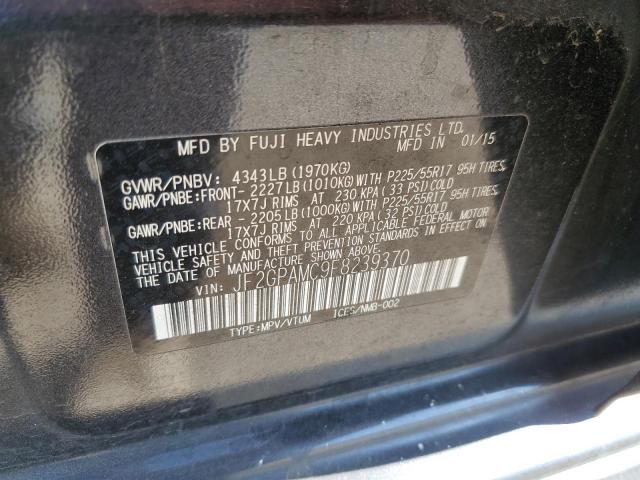 MFD BY FUJI HEAVY INDUSTRIES LTD.
MFD IN 01/15
GVWR/PNBV: 4343LB (1970KG)
GAWR/PNBE:FRONT- 2227LB (1010KG) WITH P225/55R17 95H TIRES,
17X7J RIMS AT 230 KPA (33 PSI) COLD
GAWR/PNBE:REAR - 2205LB (1000KG) WITH P225/55R17 95H TIRES,
17X7J RIMS AT 220 KPA (32 PSI) COLD
THIS VEHICLE CONFORMS TO ALL APPLICABLE FEDERAL MOTOR
VEHICLE SAFETY AND THEFT PREVENTION STANDARDS IN EFFECT ON
THE DATE OF MANUFACTURE SHOWN ABOVE.
VIN: JF2GPAMC9F8239370
TYPE:MPV/VTUM ICES/NMB-002